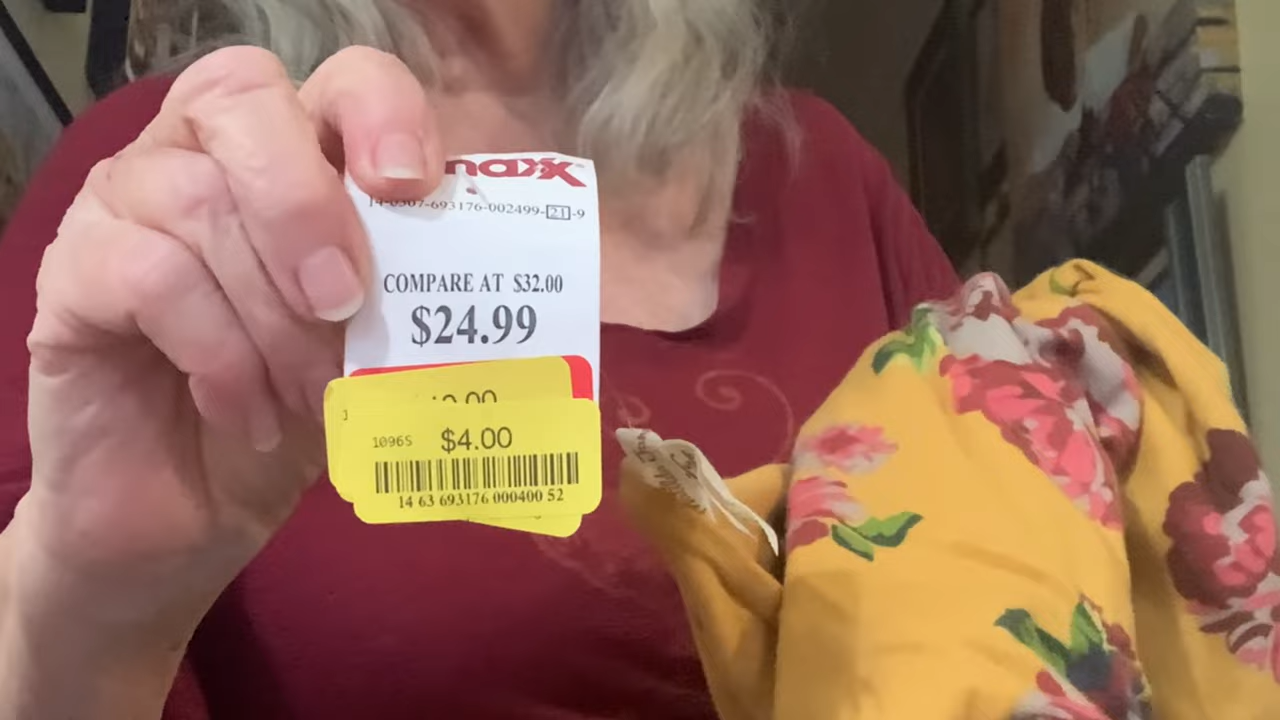 maxx
14-0307-693176-002499-21-9
COMPARE AT $32.00
$24.99
1096S $4.00
14 63 693176 000400 52